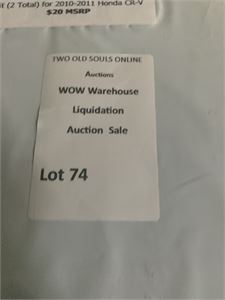 it (2 Total) for 2010-2011 Honda CR-V
$20 MSRP
TWO OLD SOULS ONLINE
Auctions
WOW Warehouse
Liquidation
Auction Sale
Lot 74